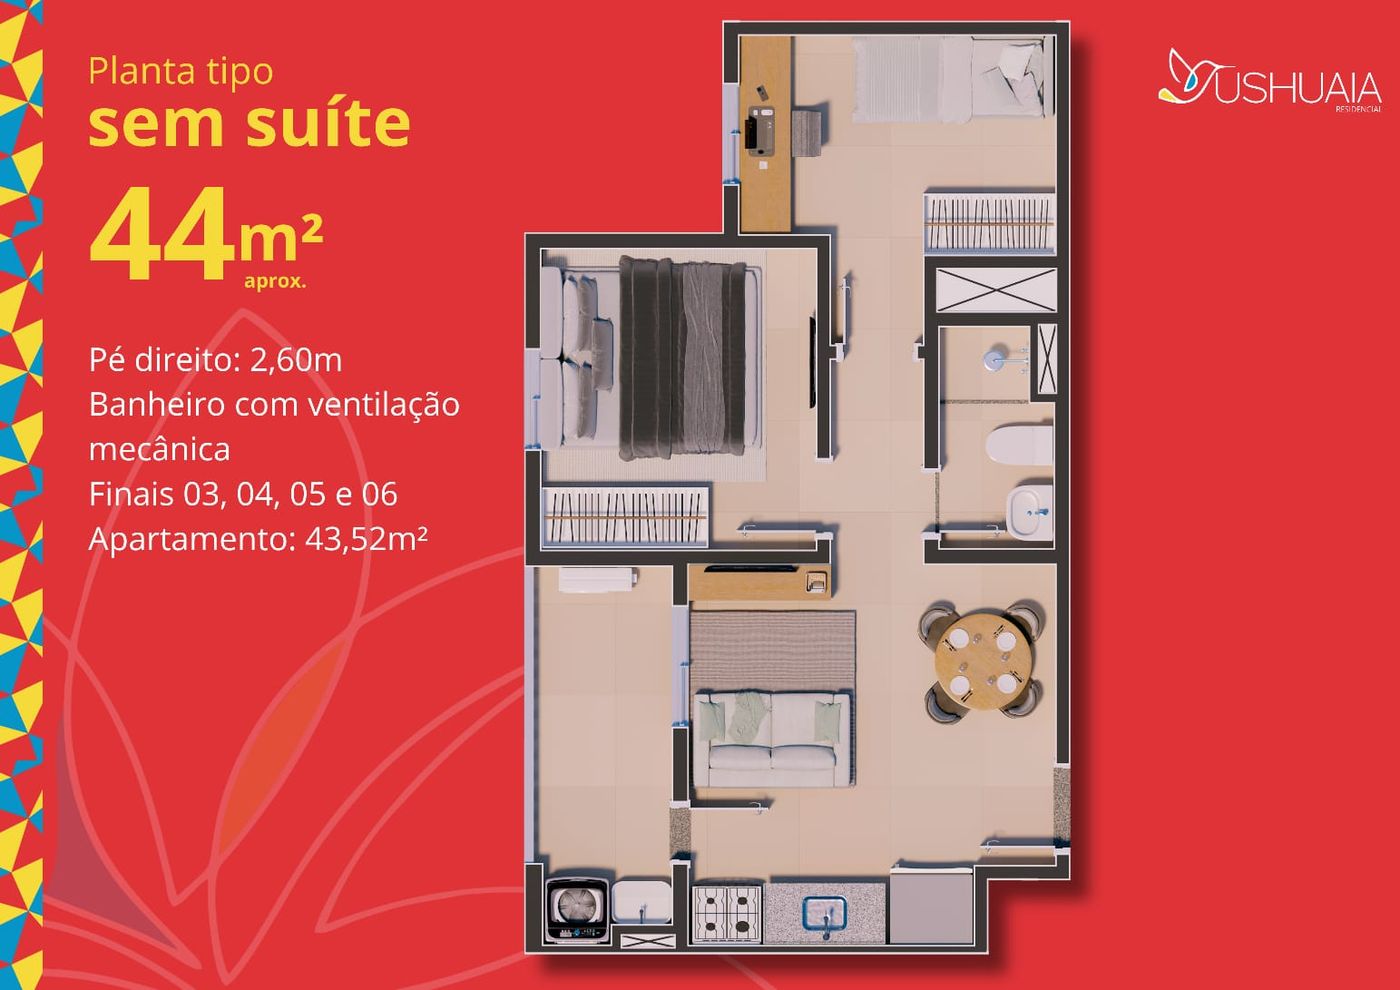 Planta tipo
sem suíte
44m²
aprox.
Pé direito: 2,60m
Banheiro com ventilação
mecânica
Finais 03, 04, 05 e 06
Apartamento: 43,52m²
USHUAIA
RESIDENCIAL